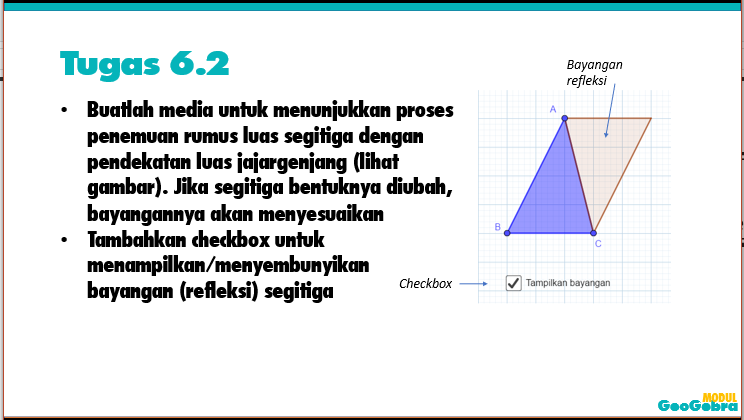 Tugas 6.2
• Buatlah media untuk menunjukkan proses
penemuan rumus luas segitiga dengan
pendekatan luas jajargenjang (lihat
gambar). Jika segitiga bentuknya diubah,
bayangannya akan menyesuaikan
• Tambahkan checkbox untuk
menampilkan/menyembunyikan
bayangan (refleksi) segitiga
Bayangan
refleksi
A
B
C
Checkbox
Tampilkan bayangan
MODUL
GeoGebra